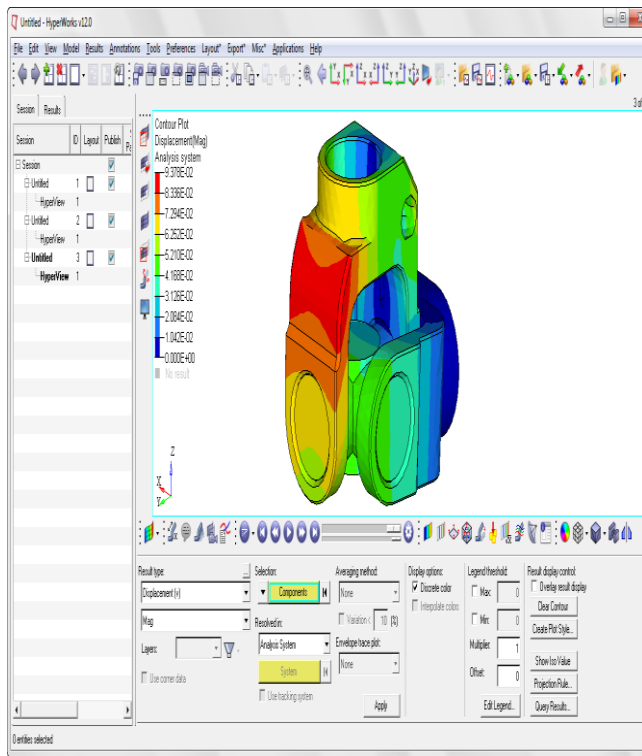 Untitled - HyperWorks v12.0
File Edit View Model Results Annotations Tools Preferences Layout* Export* Misc* Applications Help
Session Results
3 of
Session ID Layout Publish
Session
Untitled 1
HyperView 1
Untitled 2
HyperView 1
Untitled 3
HyperView 1
Contour Plot
Displacement(Mag)
Analysis system
9.378E-02
8.336E-02
7.294E-02
6.252E-02
5.210E-02
4.168E-02
3.126E-02
2.084E-02
1.042E-02
0.000E+00
No result
Z
X
Y
Result type: ...
Displacement (v)
Mag
Layers:
Use corner data
Selection:
Components
Resolved in:
Analysis System
System
Use tracking system
Averaging method:
None
Variation < 10 (%)
Envelope trace plot:
None
Apply
Display options:
Discrete color
Interpolate colors
Legend threshold:
Max: 0
Min: 0
Multiplier: 1
Offset: 0
Edit Legend...
Result display control:
Overlay result display
Clear Contour
Create Plot Style...
Show Iso Value
Projection Rule...
Query Results...
0 entities selected